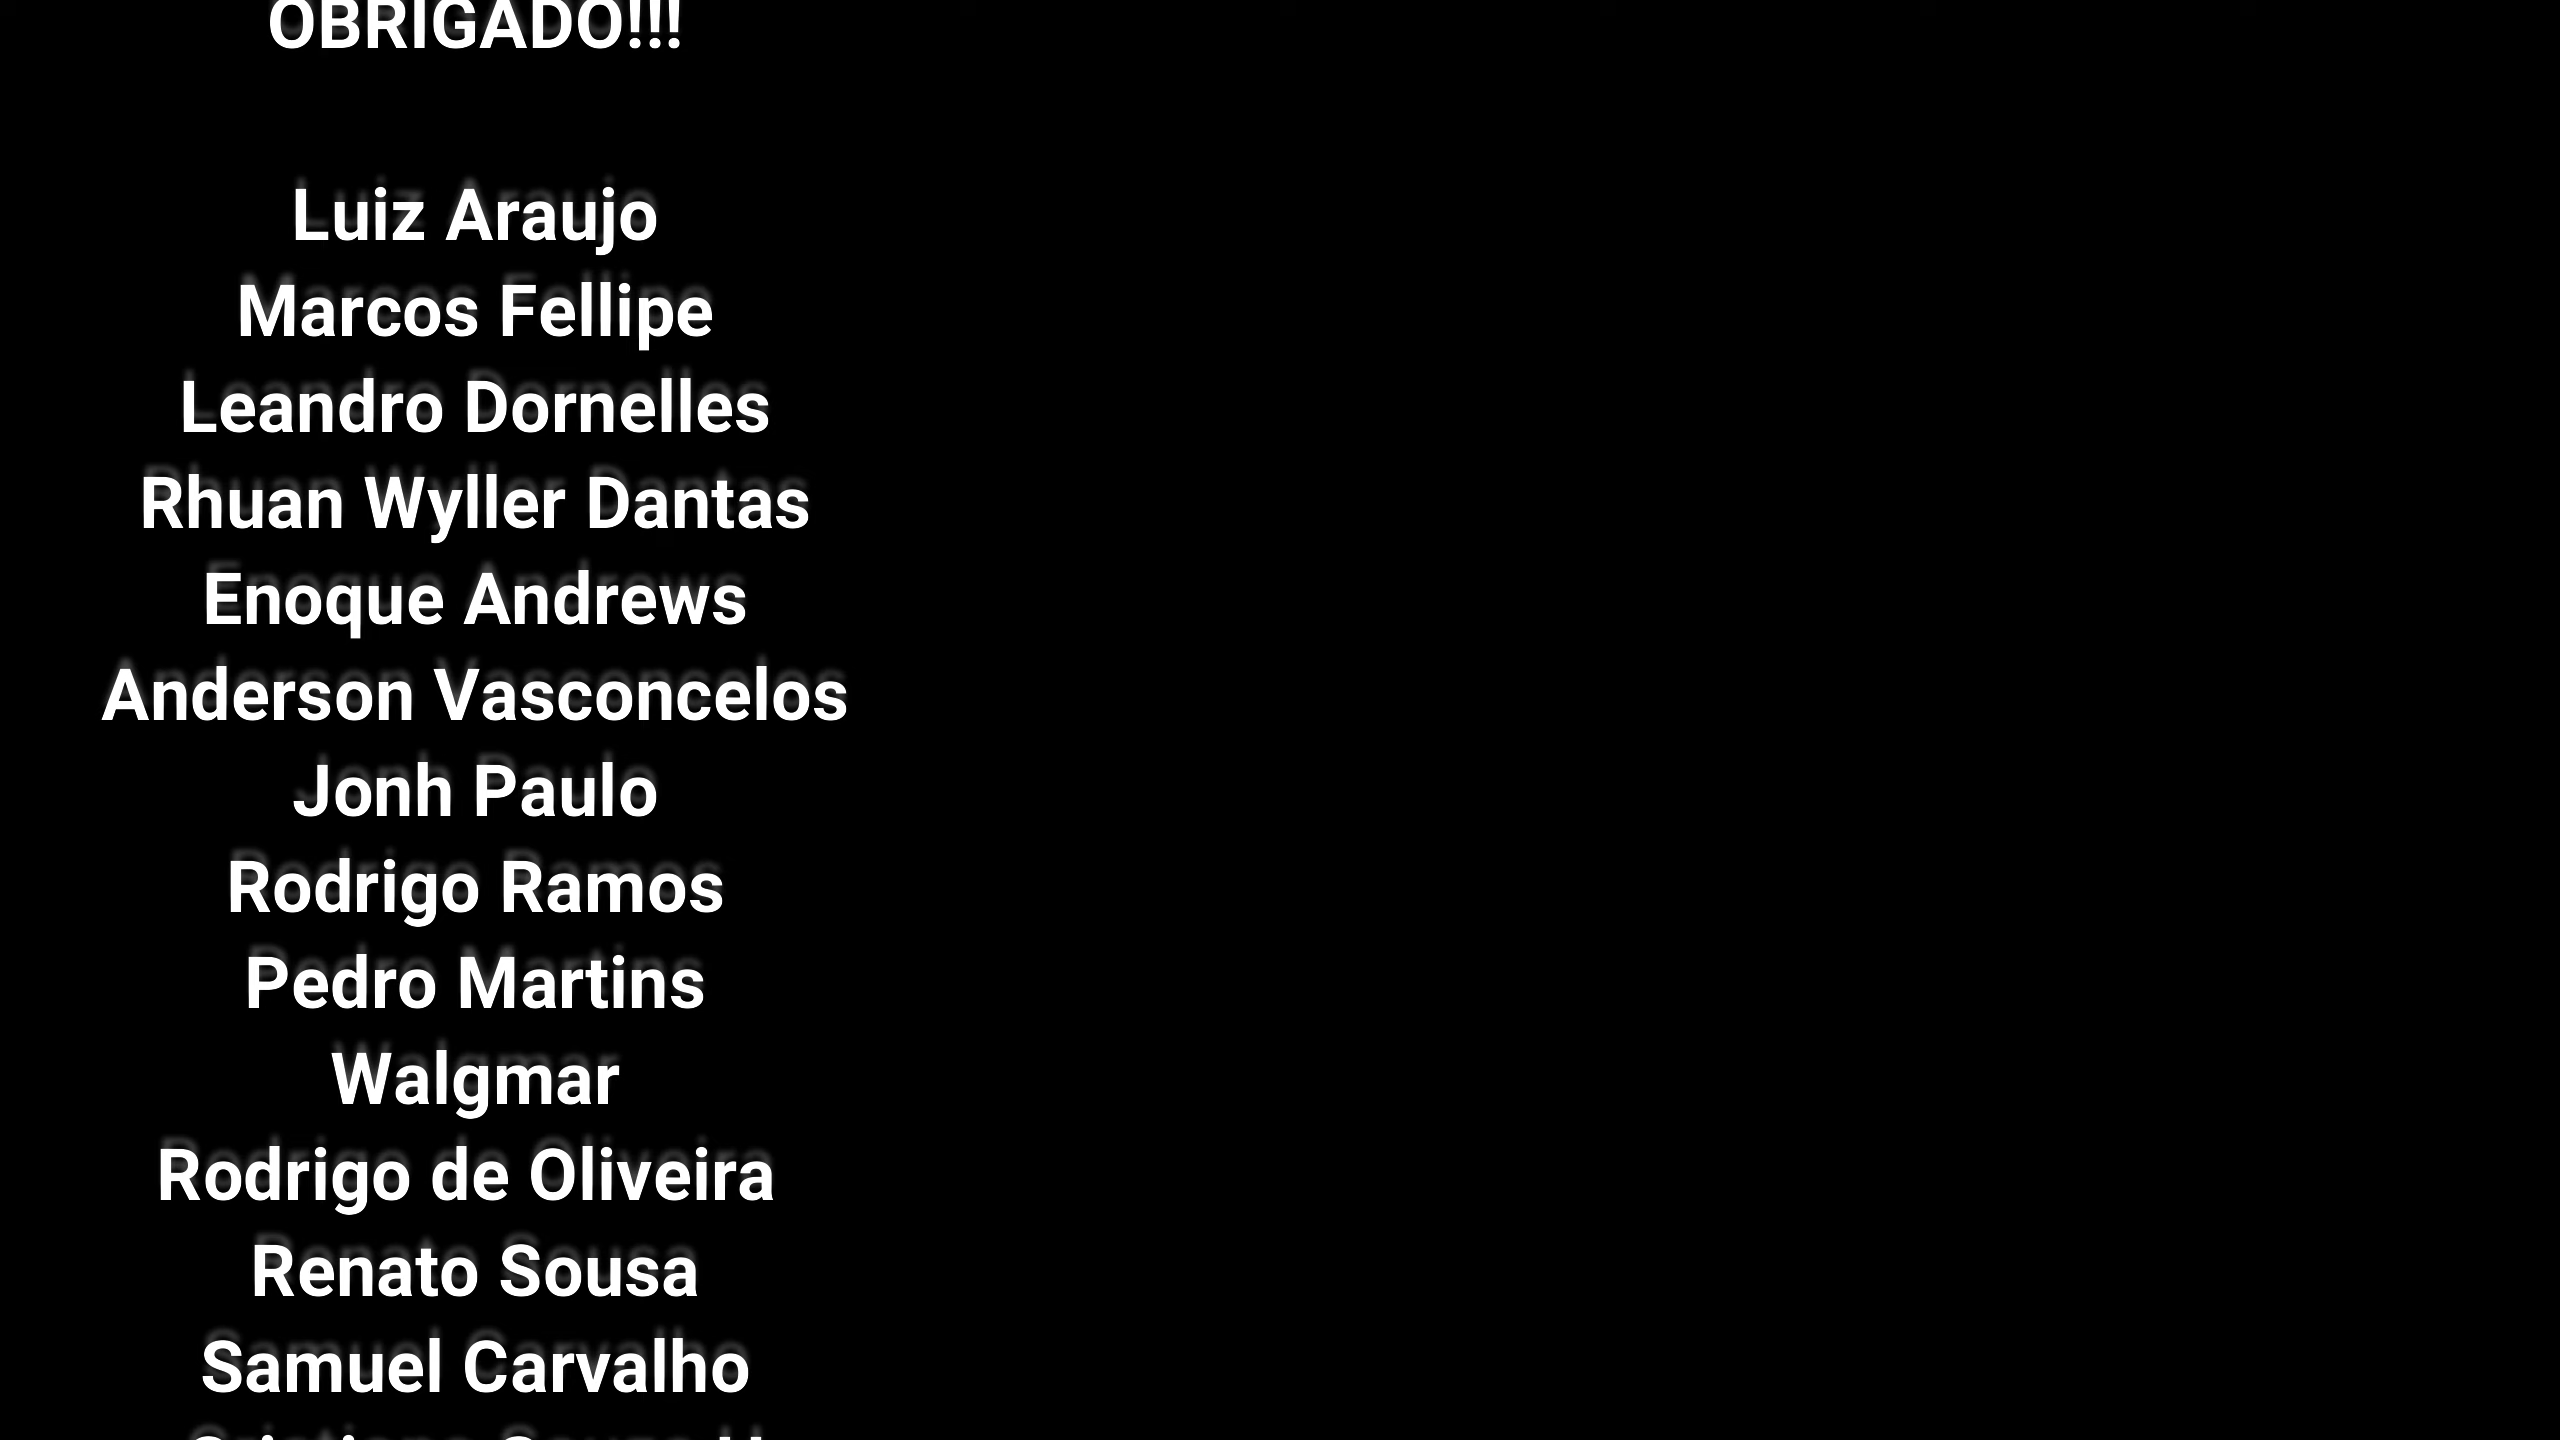 OBRIGADO!!!
Luiz Araujo
Marcos Fellipe
Leandro Dornelles
Rhuan Wyller Dantas
Enoque Andrews
Anderson Vasconcelos
Jonh Paulo
Rodrigo Ramos
Pedro Martins
Walgmar
Rodrigo de Oliveira
Renato Sousa
Samuel Carvalho